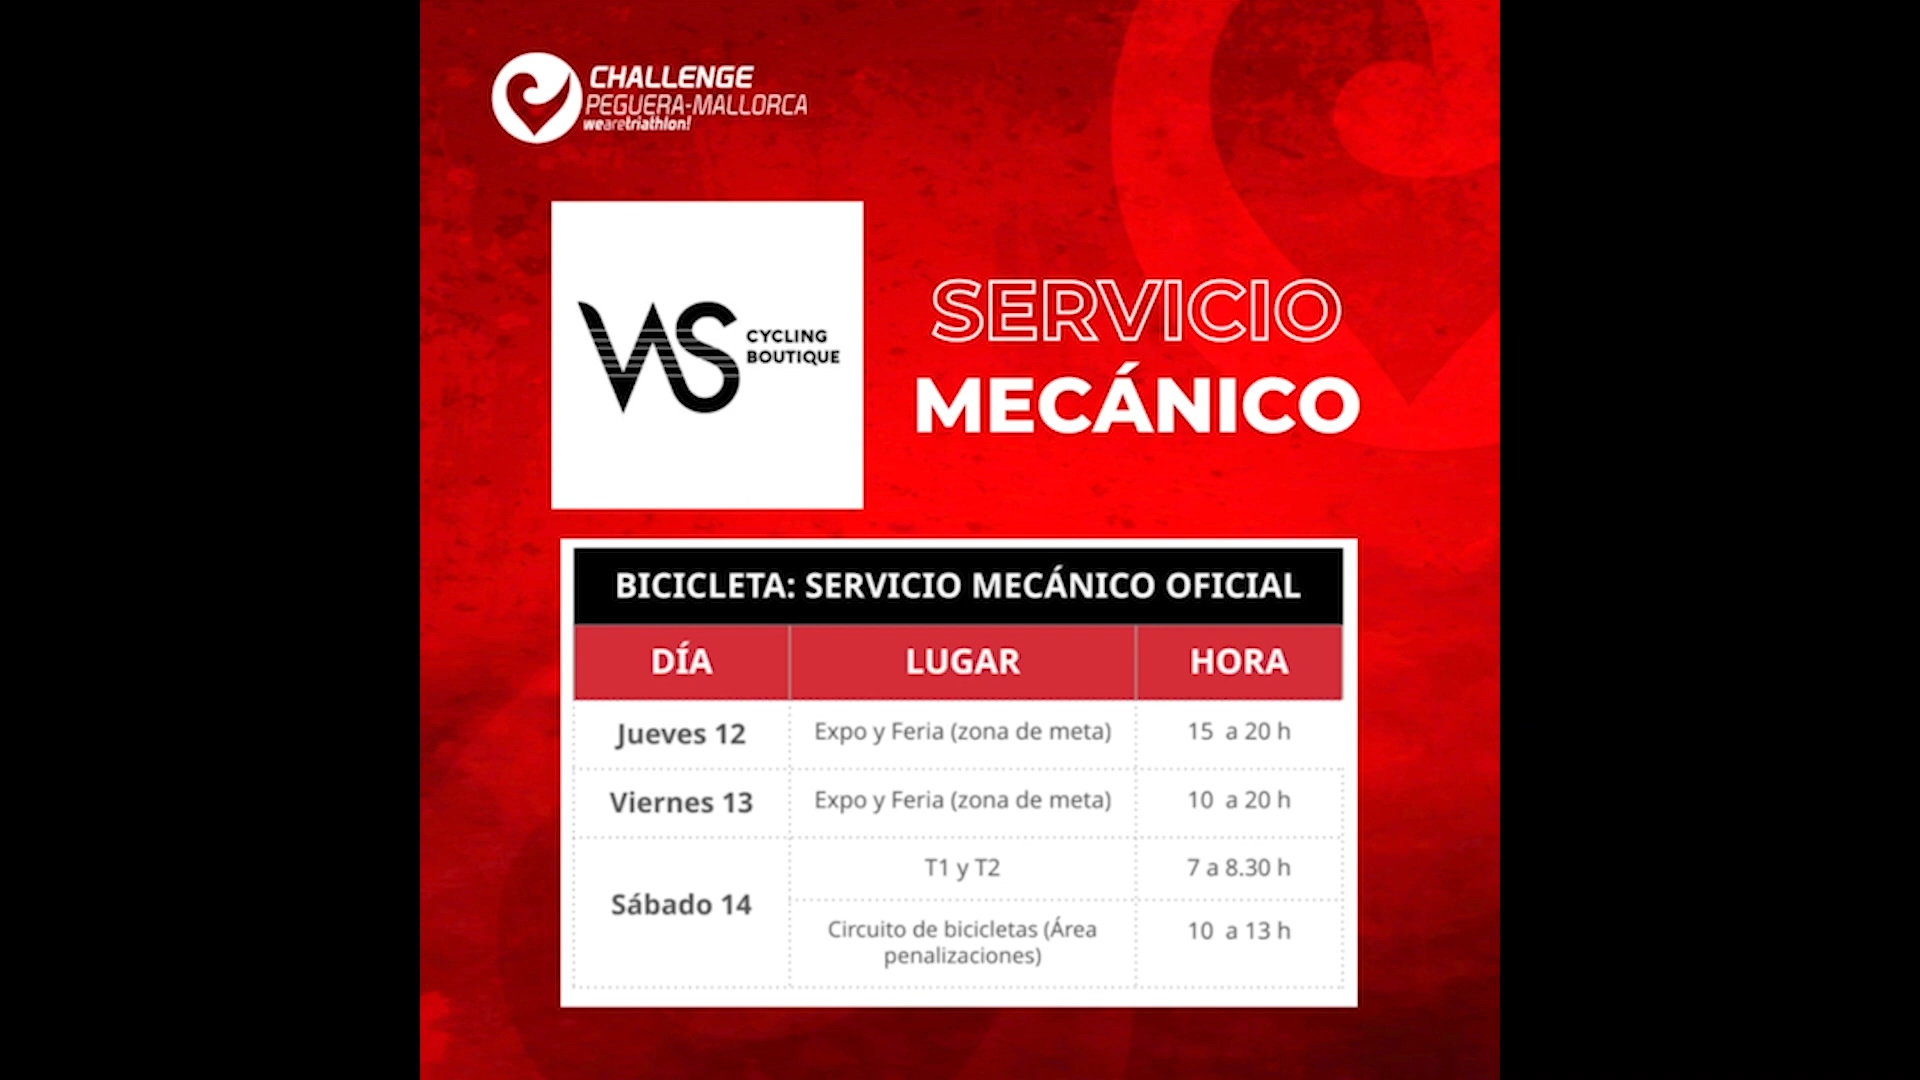 CHALLENGE
PEGUERA-MALLORCA
wearetriathlon!
WS CYCLING
BOUTIQUE
SERVICIO
MECÁNICO
BICICLETA: SERVICIO MECÁNICO OFICIAL
DÍA LUGAR HORA
Jueves 12 Expo y Feria (zona de meta) 15 a 20 h
Viernes 13 Expo y Feria (zona de meta) 10 a 20 h
Sábado 14 T1 y T2 7 a 8.30 h
Circuito de bicicletas (Área 10 a 13 h
penalizaciones)